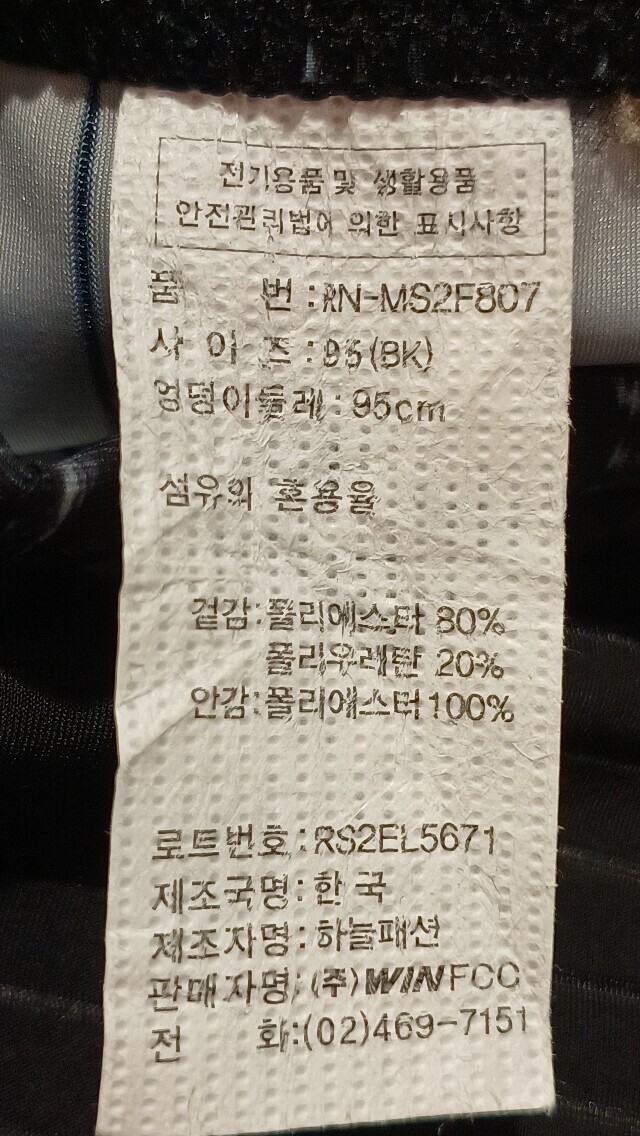 전기용품 및 생활용품
안전관리법에 의한 표시사항
품 번 : RN-MS2F807
사 이 즈 : 95(BK)
엉덩이둘레 : 95cm
섬유의 혼용율
겉감:폴리에스터 80%
폴리우레탄 20%
안감:폴리에스터100%
로트번호:RS2EL5671
제조국명:한 국
제조자명:하늘패션
판매자명:(주)WINFCC
전 화:(02)469-7151